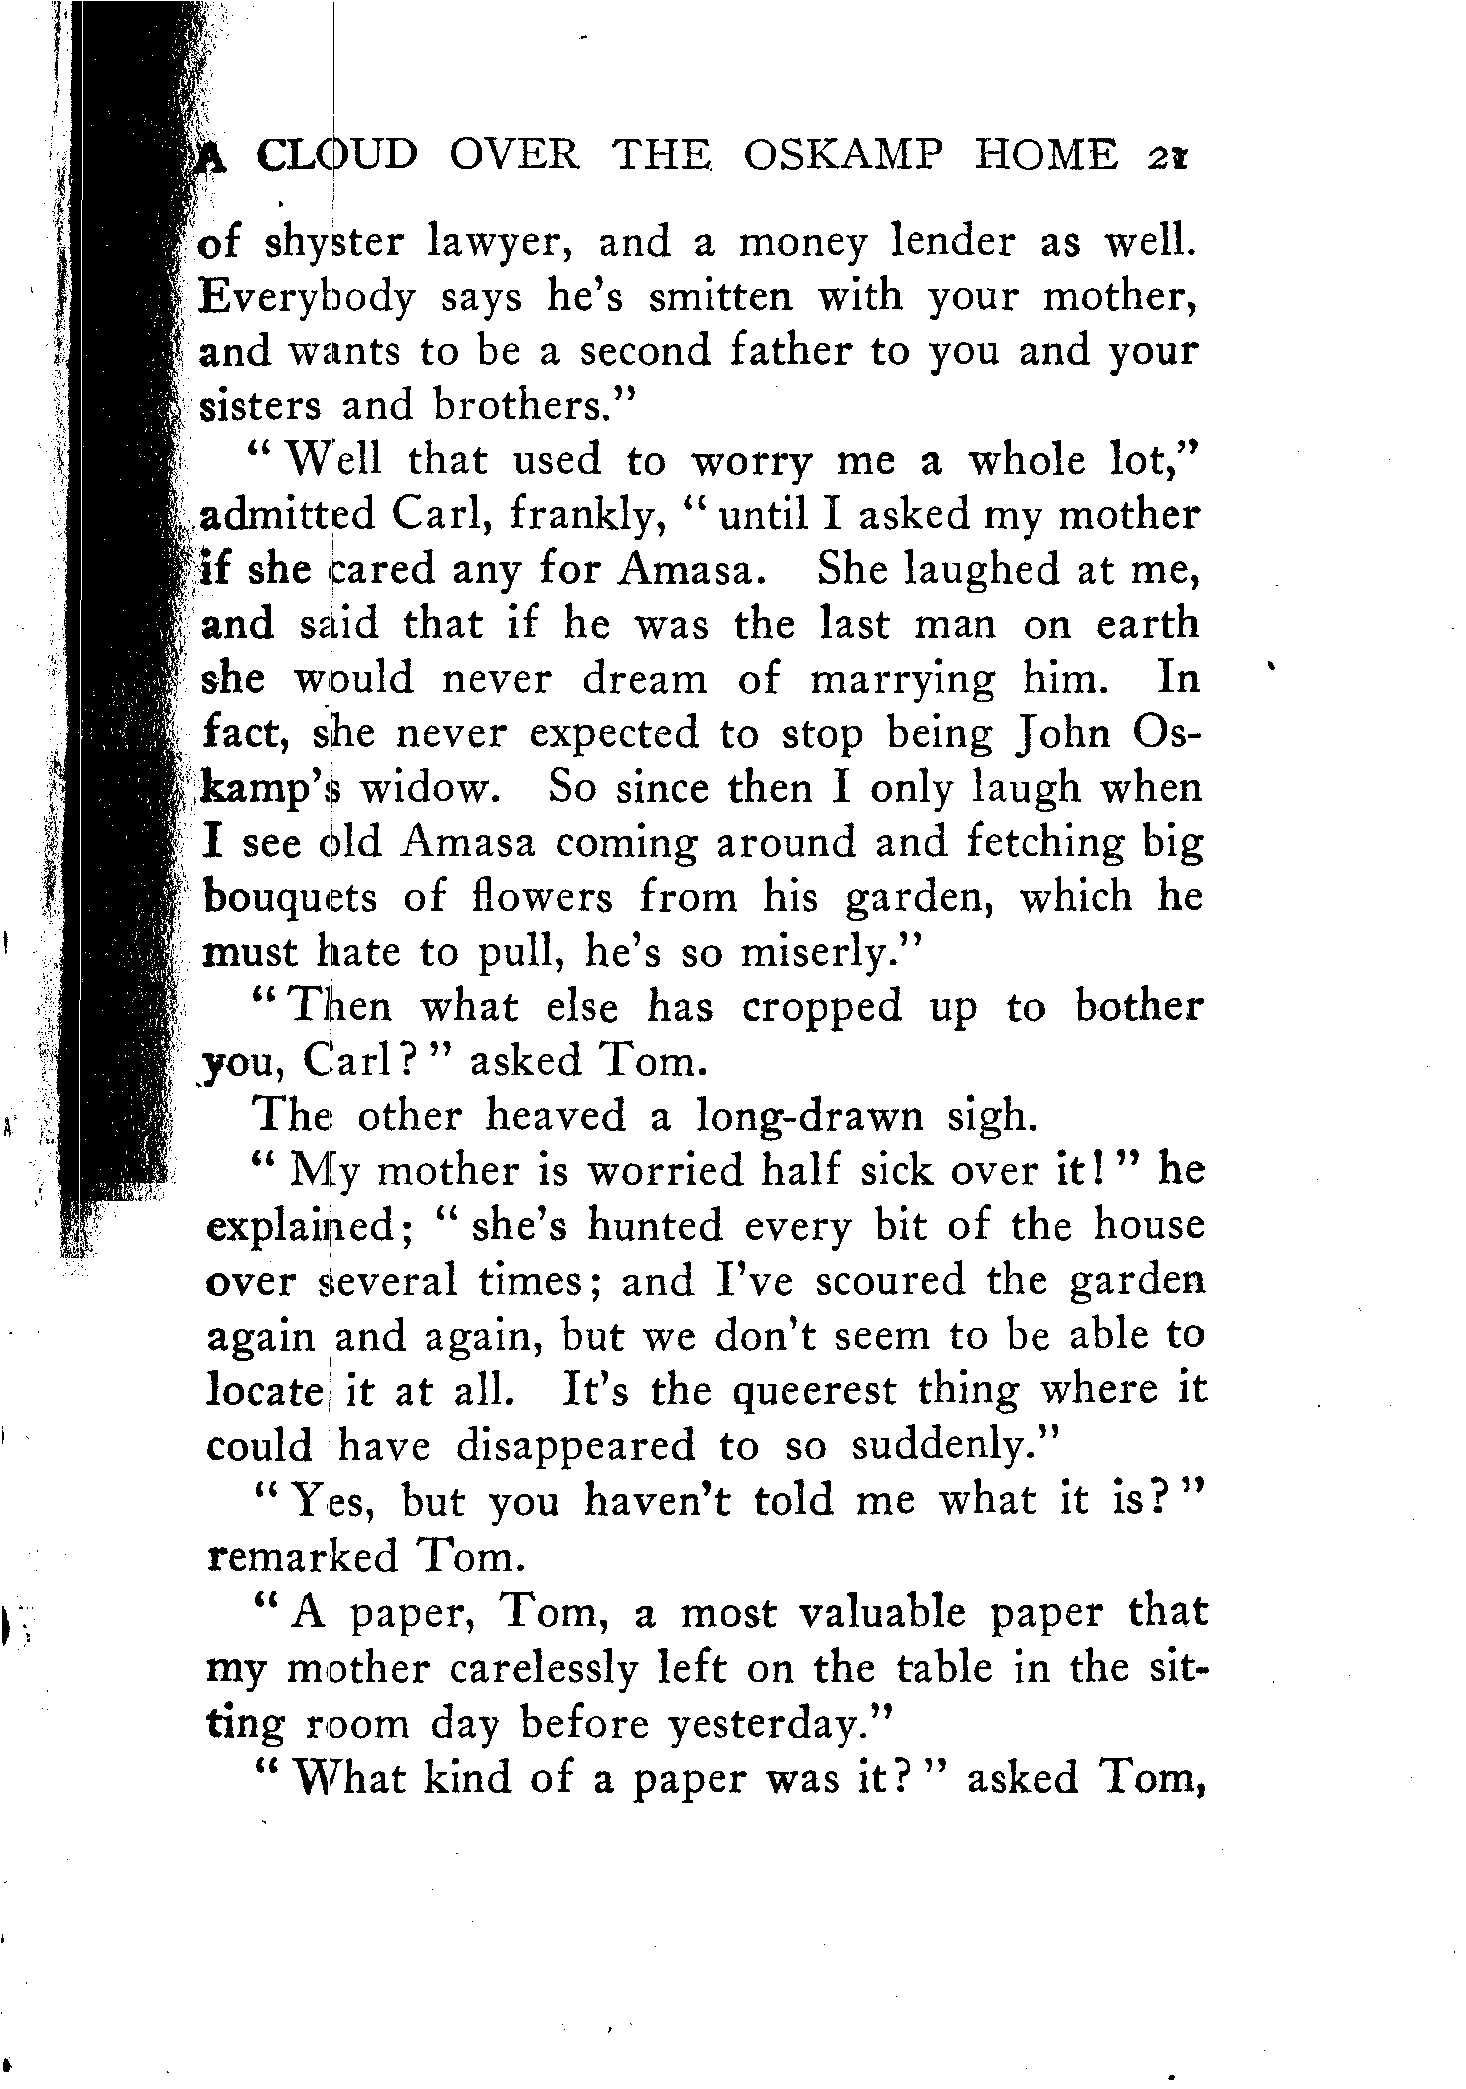 A CLOUD OVER THE OSKAMP HOME 21
of shyster lawyer, and a money lender as well.
Everybody says he's smitten with your mother,
and wants to be a second father to you and your
sisters and brothers."
"Well that used to worry me a whole lot,"
admitted Carl, frankly, "until I asked my mother
if she cared any for Amasa. She laughed at me,
and said that if he was the last man on earth
she would never dream of marrying him. In
fact, she never expected to stop being John Os-
kamp's widow. So since then I only laugh when
I see old Amasa coming around and fetching big
bouquets of flowers from his garden, which he
must hate to pull, he's so miserly."
"Then what else has cropped up to bother
you, Carl?" asked Tom.
The other heaved a long-drawn sigh.
"My mother is worried half sick over it!" he
explained; "she's hunted every bit of the house
over several times; and I've scoured the garden
again and again, but we don't seem to be able to
locate it at all. It's the queerest thing where it
could have disappeared to so suddenly."
"Yes, but you haven't told me what it is?"
remarked Tom.
"A paper, Tom, a most valuable paper that
my mother carelessly left on the table in the sit-
ting room day before yesterday."
"What kind of a paper was it?" asked Tom,